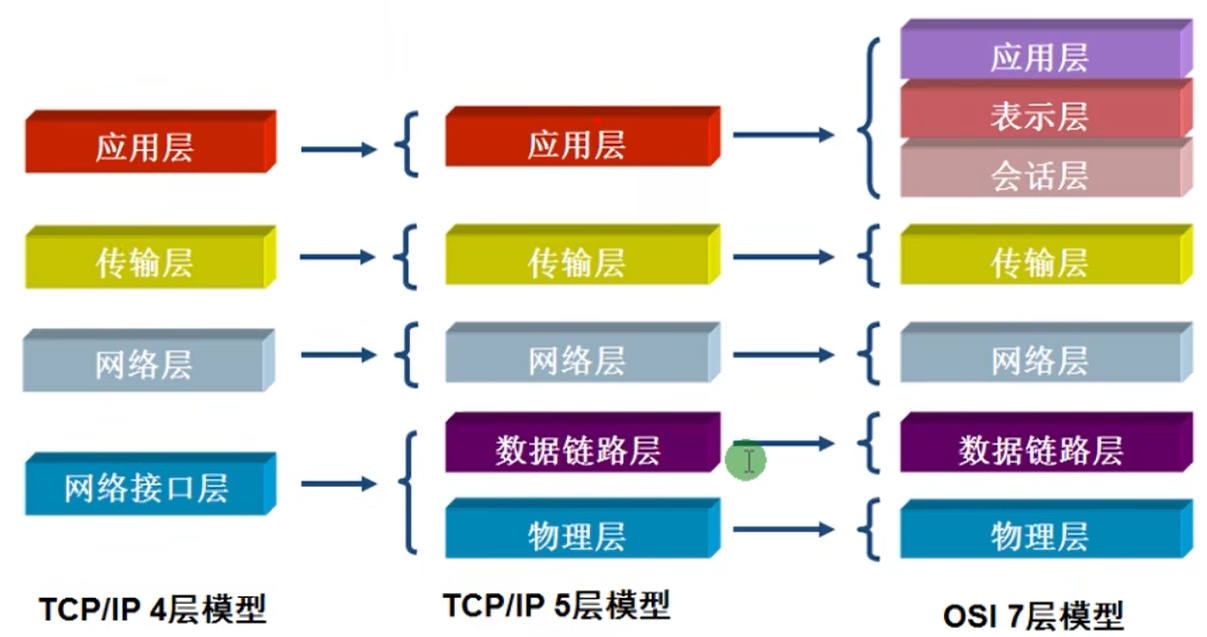 应用层
传输层
网络层
网络接口层
TCP/IP 4层模型
应用层
传输层
网络层
数据链路层
物理层
TCP/IP 5层模型
应用层
表示层
会话层
传输层
网络层
数据链路层
物理层
OSI 7层模型